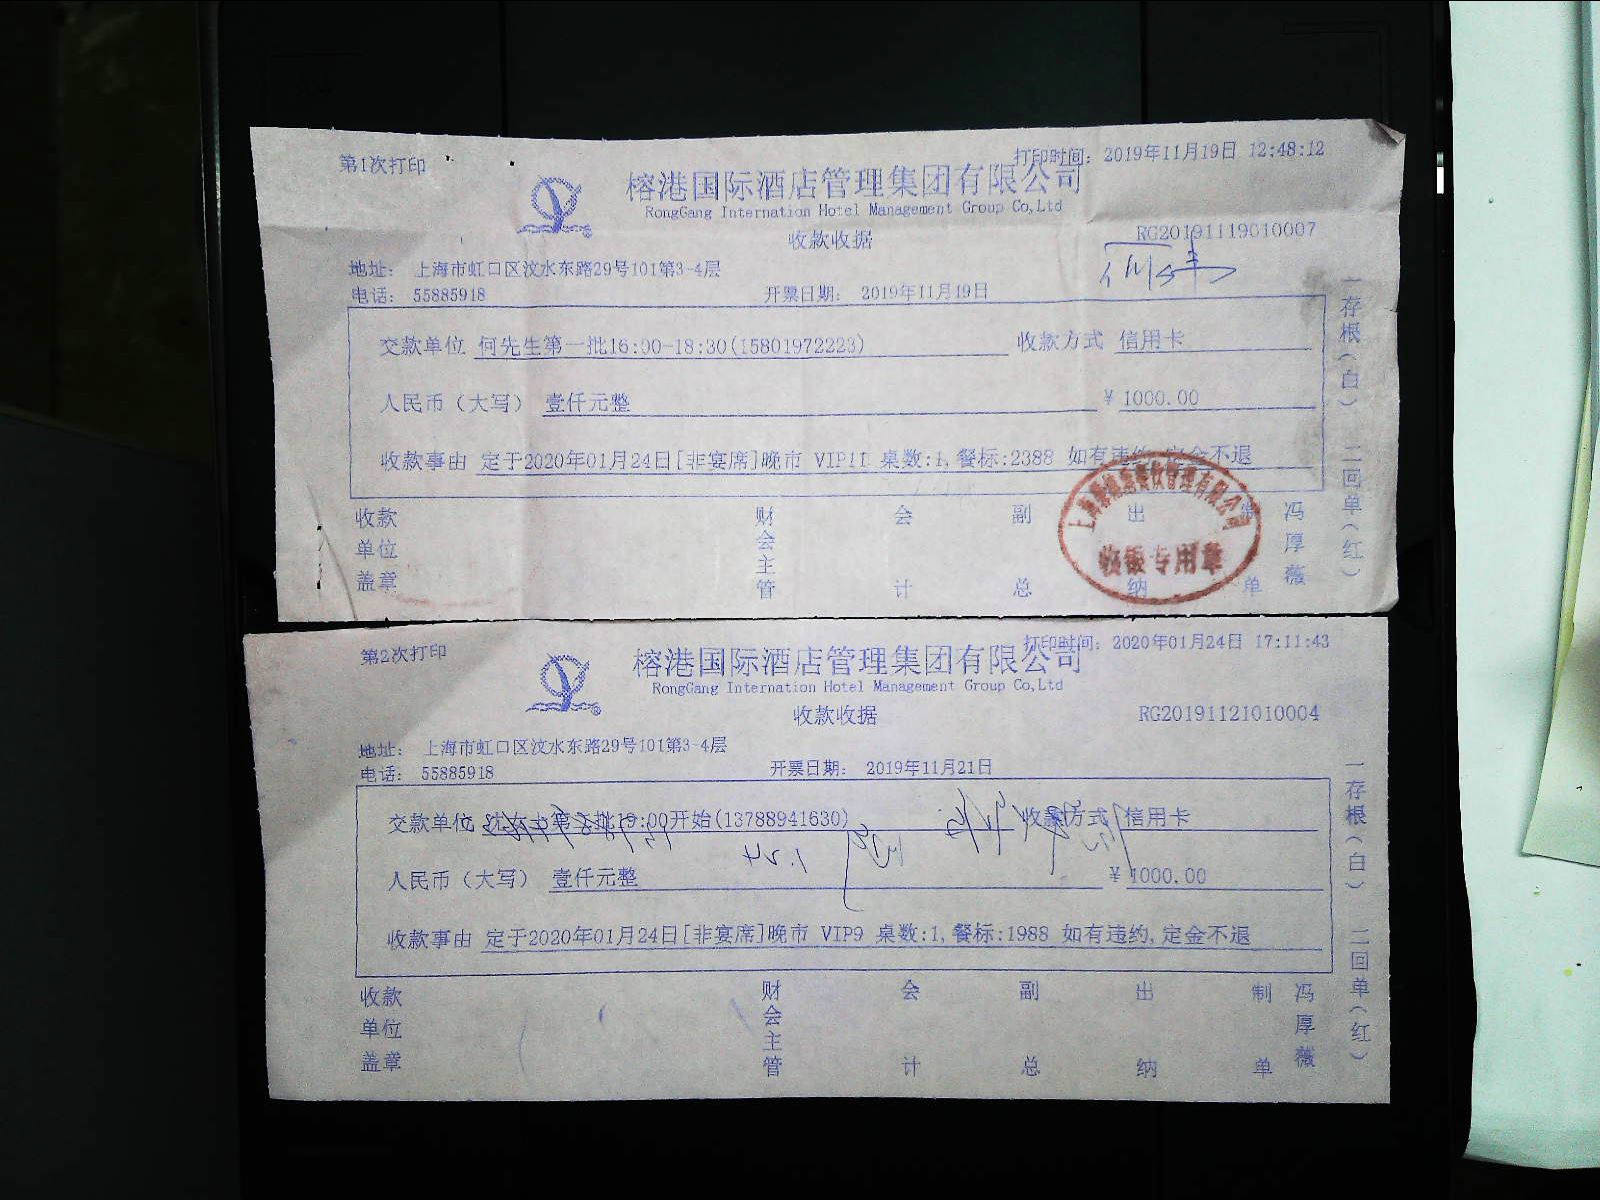 第1次打印
打印时间: 2019年11月19日 12:48:12
榕港国际酒店管理集团有限公司
RongGang Internation Hotel Management Group Co,Ltd
收款收据
RG20191119010007
地址: 上海市虹口区汶水东路29号101第3-4层
电话: 55885918
开票日期: 2019年11月19日
交款单位 何先生第一批16:00-18:30(15801972223) 收款方式 信用卡
人民币(大写) 壹仟元整 ¥ 1000.00
收款事由 定于2020年01月24日[非宴席]晚市 VIP11 桌数:1,餐标:2388 如有违约,定金不退
收款单位盖章 财会主管 会计 副总 出纳 制单 冯厚薇
收银专用章
一存根(白) 二回单(红)
第2次打印
打印时间: 2020年01月24日 17:11:43
榕港国际酒店管理集团有限公司
RongGang Internation Hotel Management Group Co,Ltd
收款收据
RG20191121010004
地址: 上海市虹口区汶水东路29号101第3-4层
电话: 55885918
开票日期: 2019年11月21日
交款单位 批19:00开始(13788941630) 收款方式 信用卡
人民币(大写) 壹仟元整 ¥ 1000.00
收款事由 定于2020年01月24日[非宴席]晚市 VIP9 桌数:1,餐标:1988 如有违约,定金不退
收款单位盖章 财会主管 会计 副总 出纳 制单 冯厚薇
一存根(白) 二回单(红)